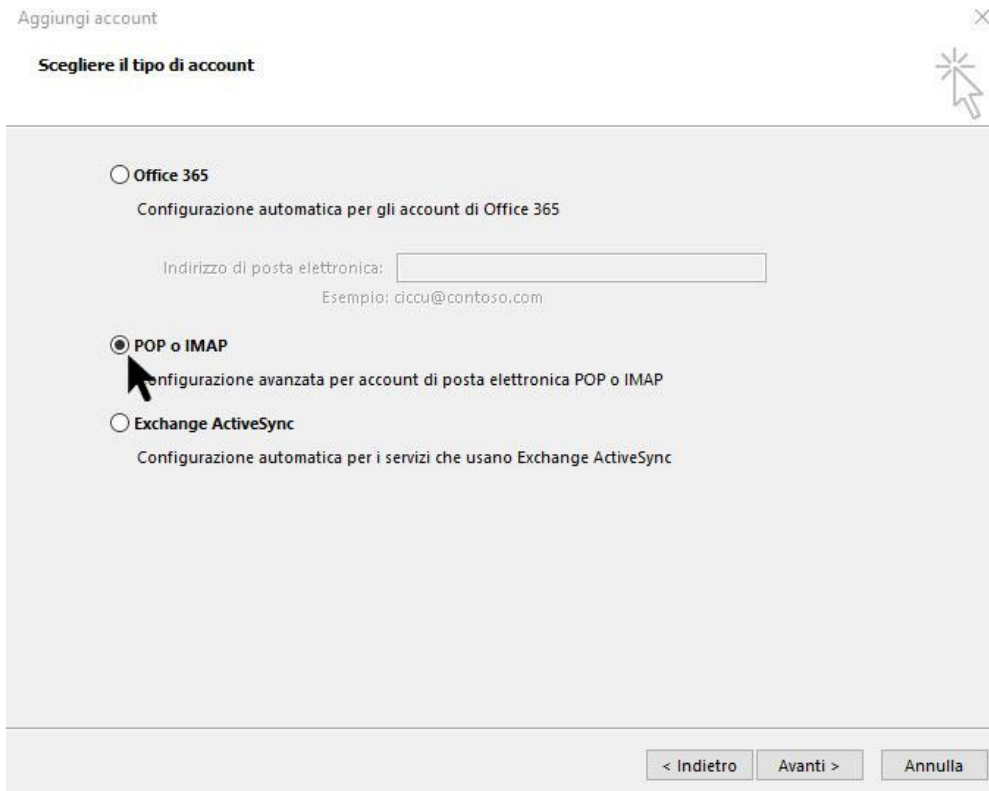 Aggiungi account
Scegliere il tipo di account
Office 365
Configurazione automatica per gli account di Office 365
Indirizzo di posta elettronica:
Esempio: ciccu@contoso.com
POP o IMAP
onfigurazione avanzata per account di posta elettronica POP o IMAP
Exchange ActiveSync
Configurazione automatica per i servizi che usano Exchange ActiveSync
< Indietro Avanti > Annulla